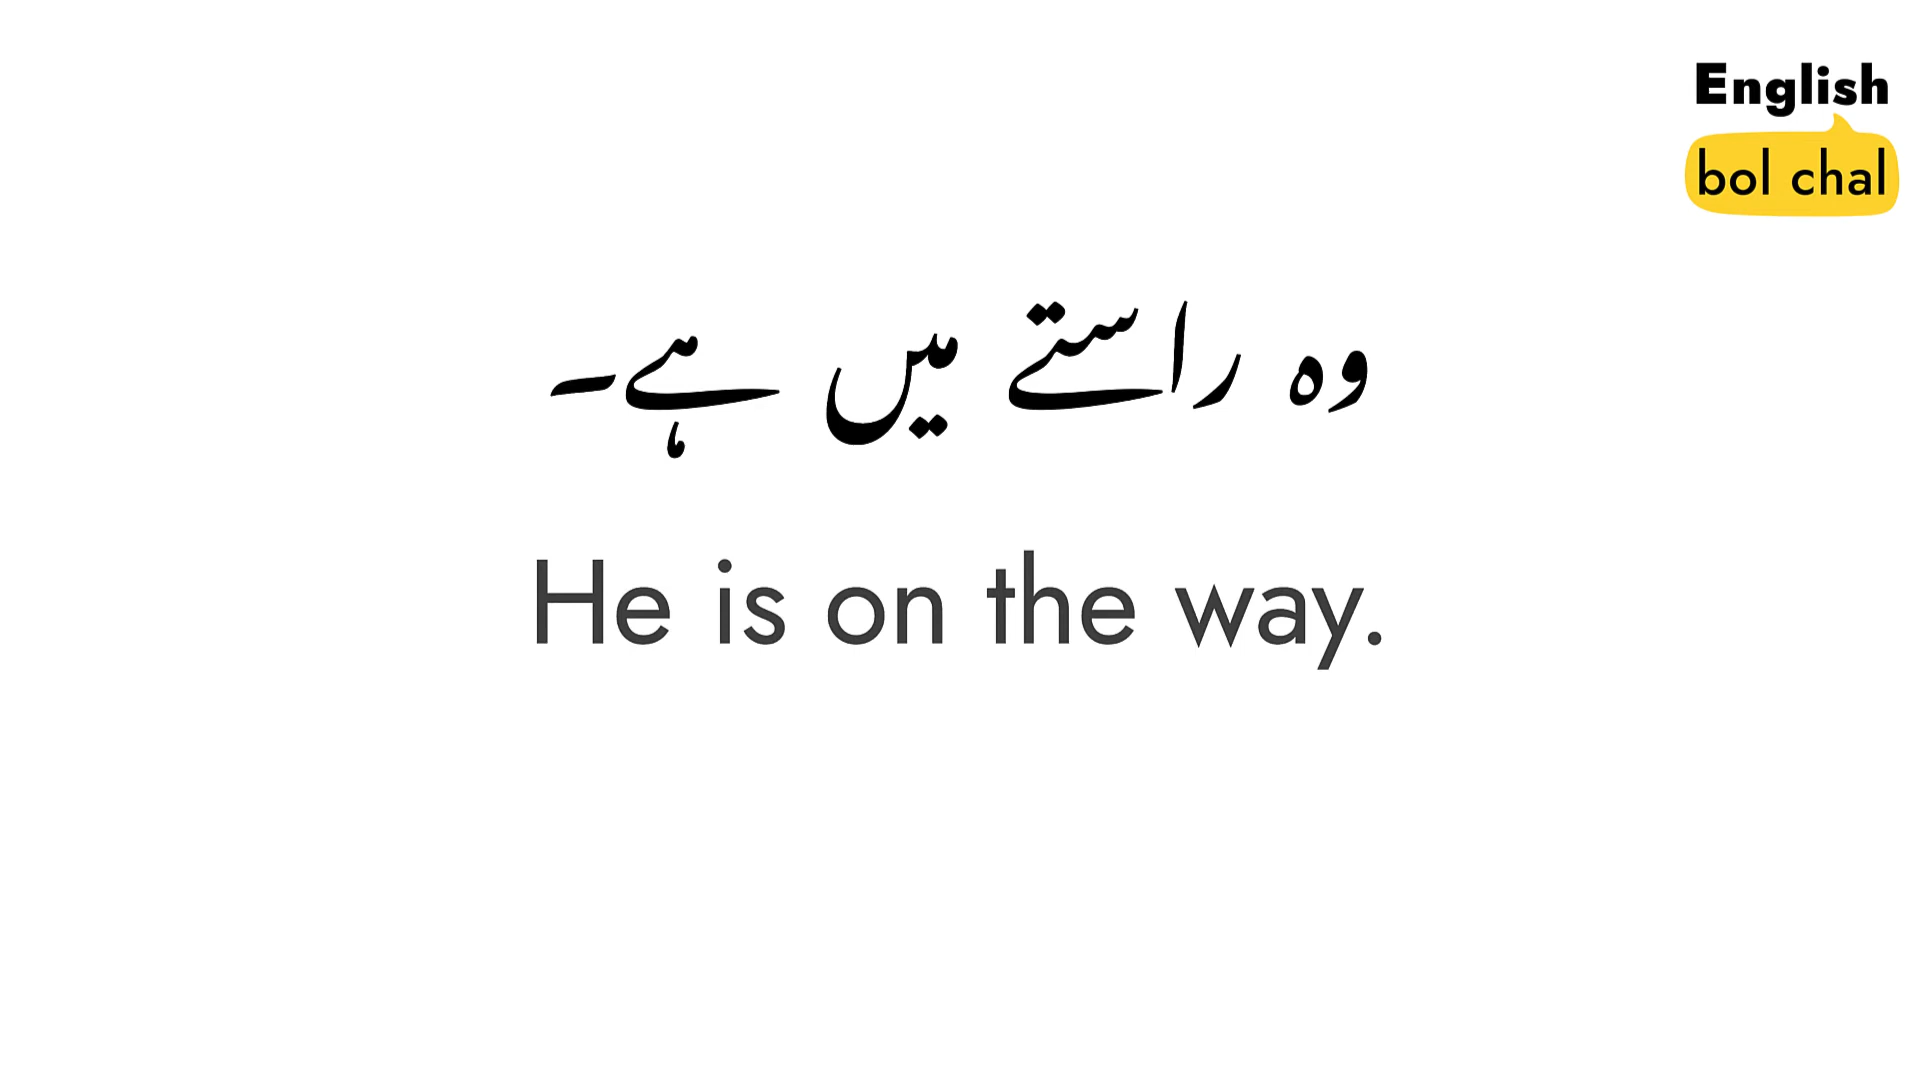 English
bol chal
وہ راستے میں ہے۔
He is on the way.